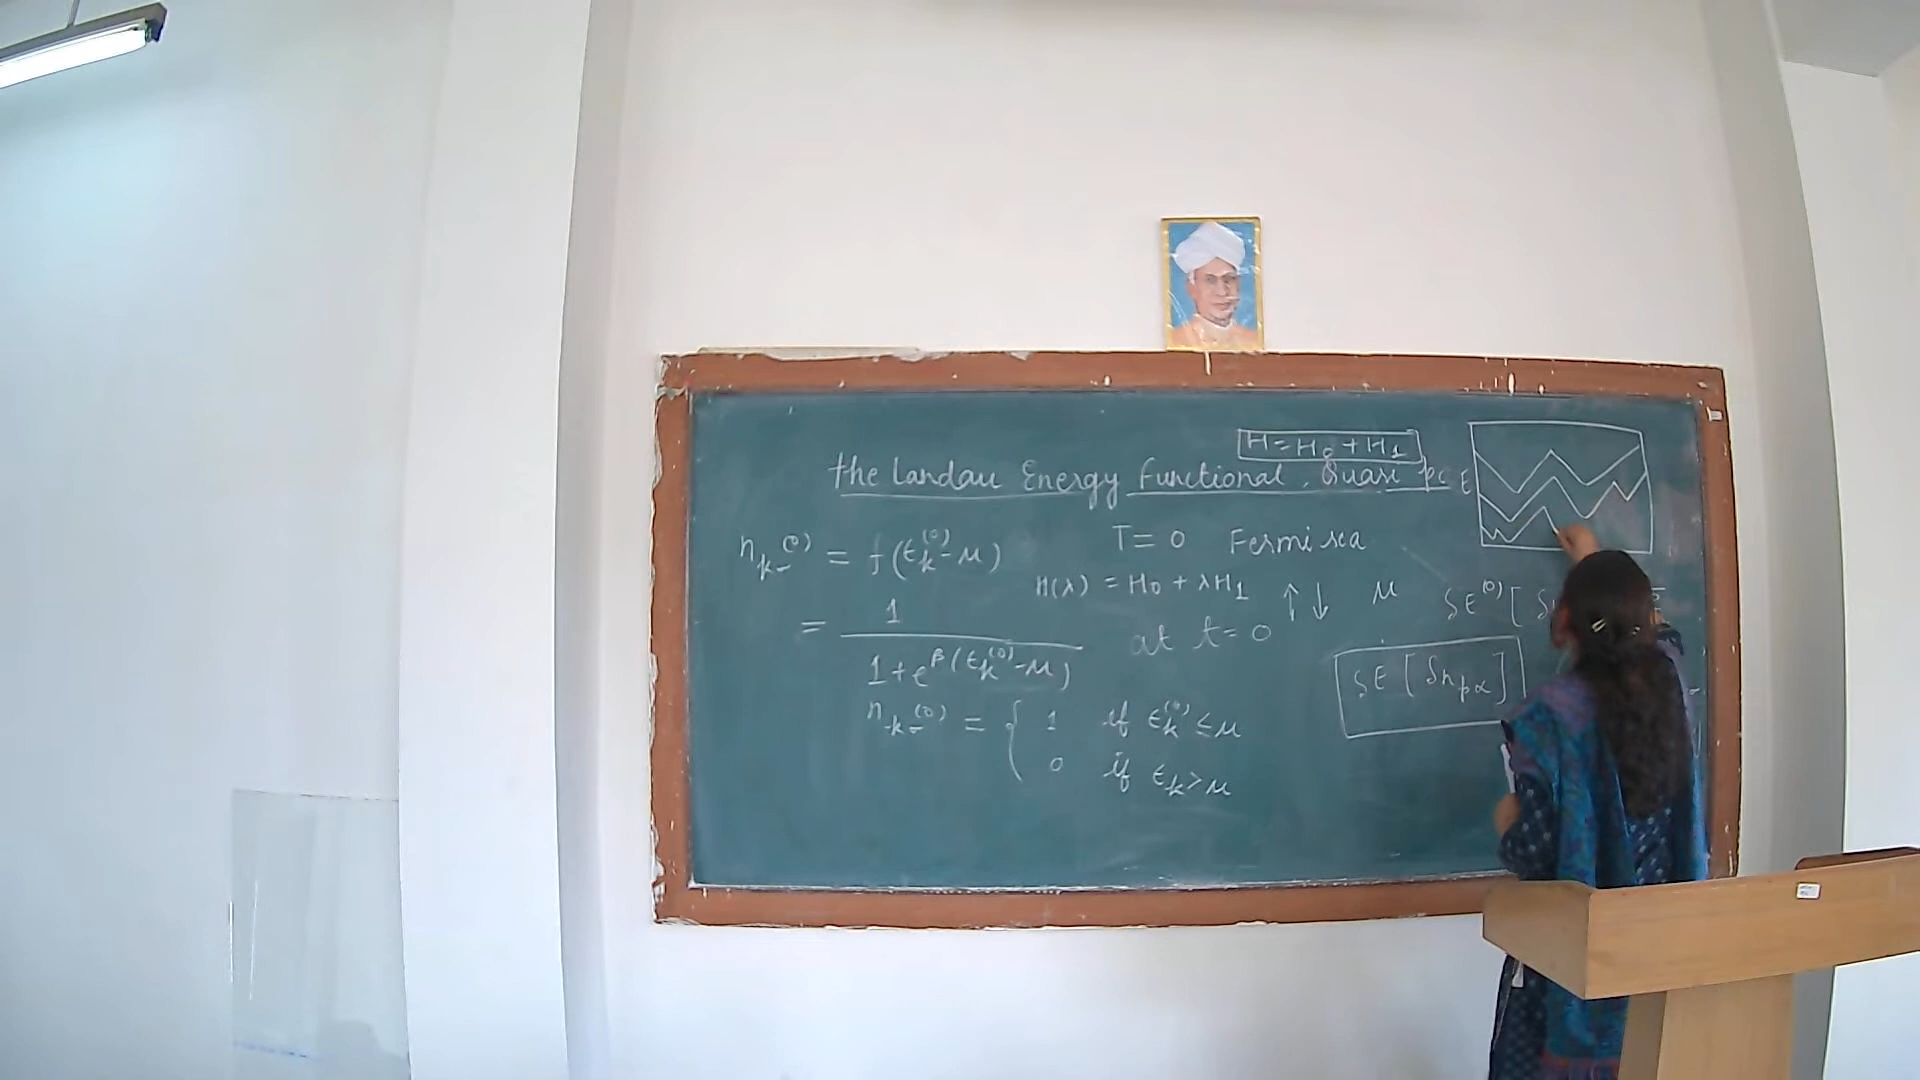 H = H₀ + H₁
the Landau Energy Functional, Quasi pc
E
n_k^(0) = f(ϵ_k^(0) - μ)
T = 0 Fermi sea
H(λ) = H₀ + λH₁ ↑↓ μ
δE^(0) [ δ
= 1 / (1 + e^β(ϵ_k^(0) - μ))
at t = 0
δE [δn_pα]
n_k^(0) = { 1 if ϵ_k^(0) ≤ μ
0 if ϵ_k > μ